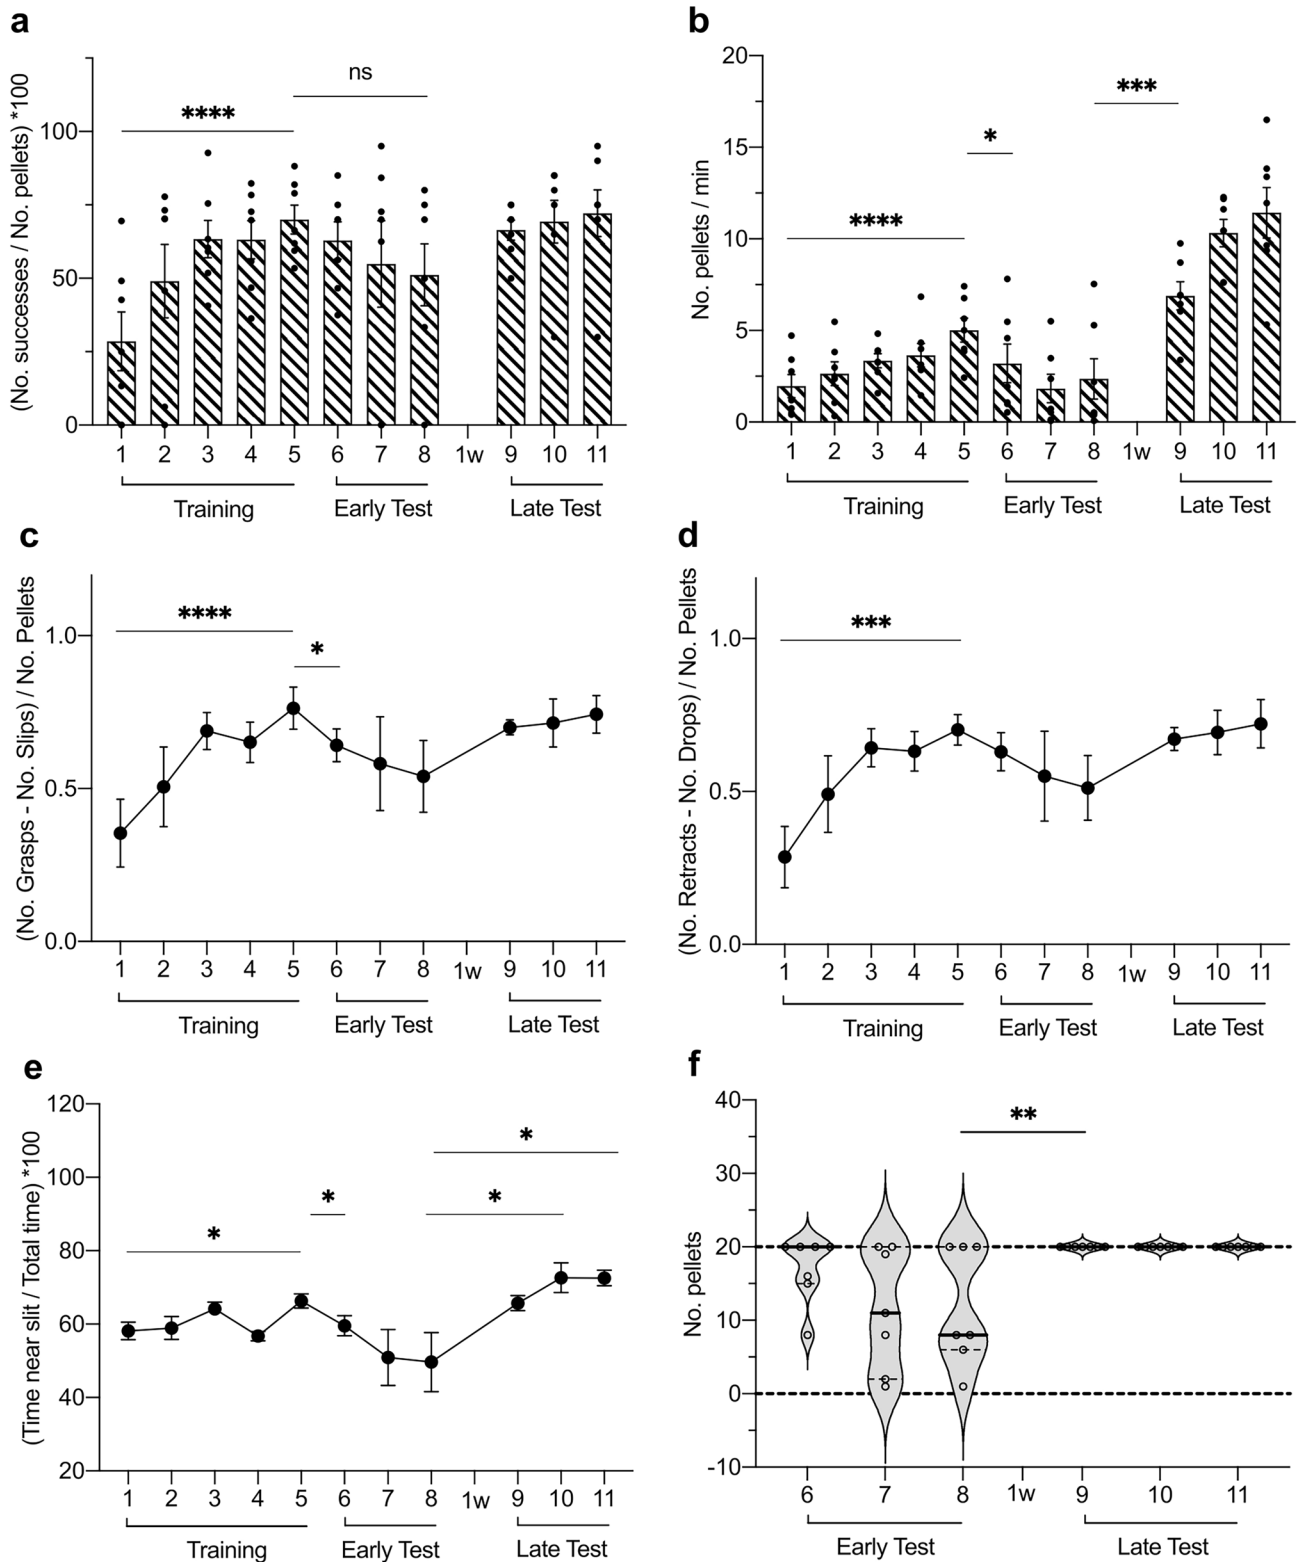 a
(No. successes / No. pellets) *100
ns
****
100
50
0
1 2 3 4 5 6 7 8 1w 9 10 11
Training Early Test Late Test
b
No. pellets / min
20
***
*
15
****
10
5
0
1 2 3 4 5 6 7 8 1w 9 10 11
Training Early Test Late Test
c
(No. Grasps - No. Slips) / No. Pellets
****
*
1.0
0.5
0.0
1 2 3 4 5 6 7 8 1w 9 10 11
Training Early Test Late Test
d
(No. Retracts - No. Drops) / No. Pellets
***
1.0
0.5
0.0
1 2 3 4 5 6 7 8 1w 9 10 11
Training Early Test Late Test
e
(Time near slit / Total time) *100
120
*
100
* *
*
80
60
40
20
1 2 3 4 5 6 7 8 1w 9 10 11
Training Early Test Late Test
f
No. pellets
40
**
30
20
10
0
-10
6 7 8 1w 9 10 11
Early Test Late Test